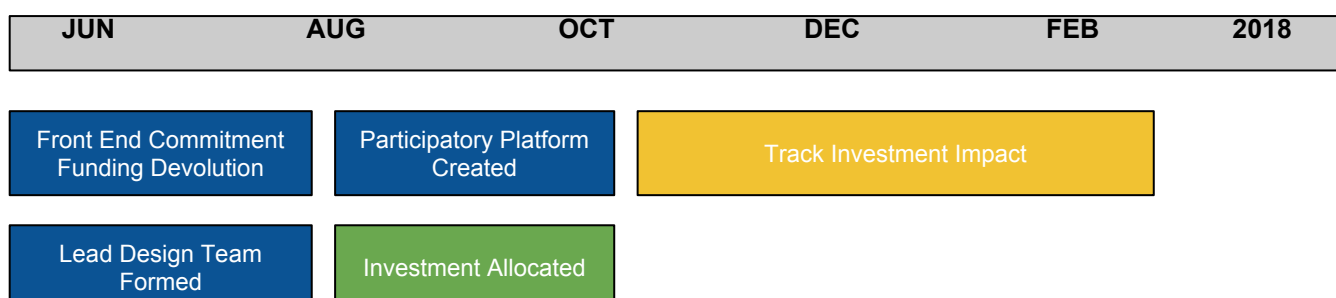 JUN AUG OCT DEC FEB 2018
Front End Commitment
Funding Devolution
Participatory Platform
Created
Track Investment Impact
Lead Design Team
Formed
Investment Allocated